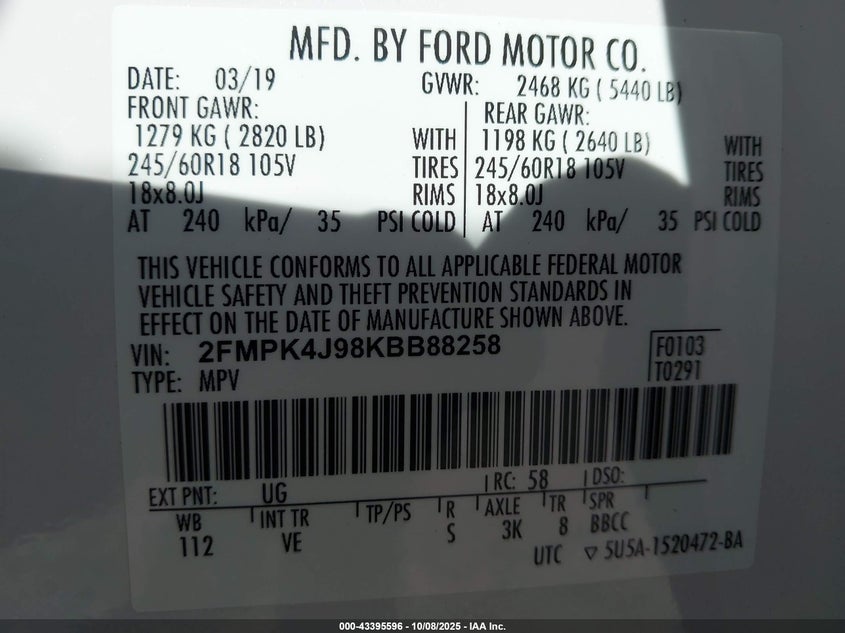 MFD. BY FORD MOTOR CO.
DATE: 03/19 GVWR: 2468 KG ( 5440 LB)
FRONT GAWR: REAR GAWR:
1279 KG ( 2820 LB) WITH 1198 KG ( 2640 LB) WITH
245/60R18 105V TIRES 245/60R18 105V TIRES
18x8.0J RIMS 18x8.0J RIMS
AT 240 kPa/ 35 PSI COLD AT 240 kPa/ 35 PSI COLD
THIS VEHICLE CONFORMS TO ALL APPLICABLE FEDERAL MOTOR
VEHICLE SAFETY AND THEFT PREVENTION STANDARDS IN
EFFECT ON THE DATE OF MANUFACTURE SHOWN ABOVE.
VIN: 2FMPK4J98KBB88258 F0103
TYPE: MPV T0291
EXT PNT: UG RC: 58 DSO:
WB INT TR TP/PS R AXLE TR SPR
112 VE S 3K 8 BBCC
UTC ▽ 5U5A-1520472-BA
000-43395596 - 10/08/2025 - IAA Inc.